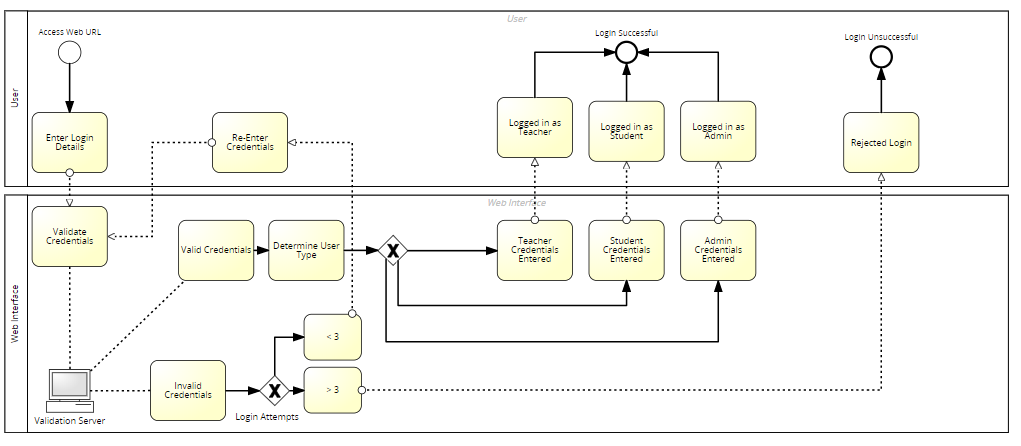 User
Access Web URL
Login Successful
Login Unsuccessful
User
Enter Login
Details
Re-Enter
Credentials
Logged in as
Teacher
Logged in as
Student
Logged in as
Admin
Rejected Login
Web Interface
Web Interface
Validate
Credentials
Valid Credentials
Determine User
Type
X
Teacher
Credentials
Entered
Student
Credentials
Entered
Admin
Credentials
Entered
< 3
Invalid
Credentials
X
> 3
Login Attempts
Validation Server